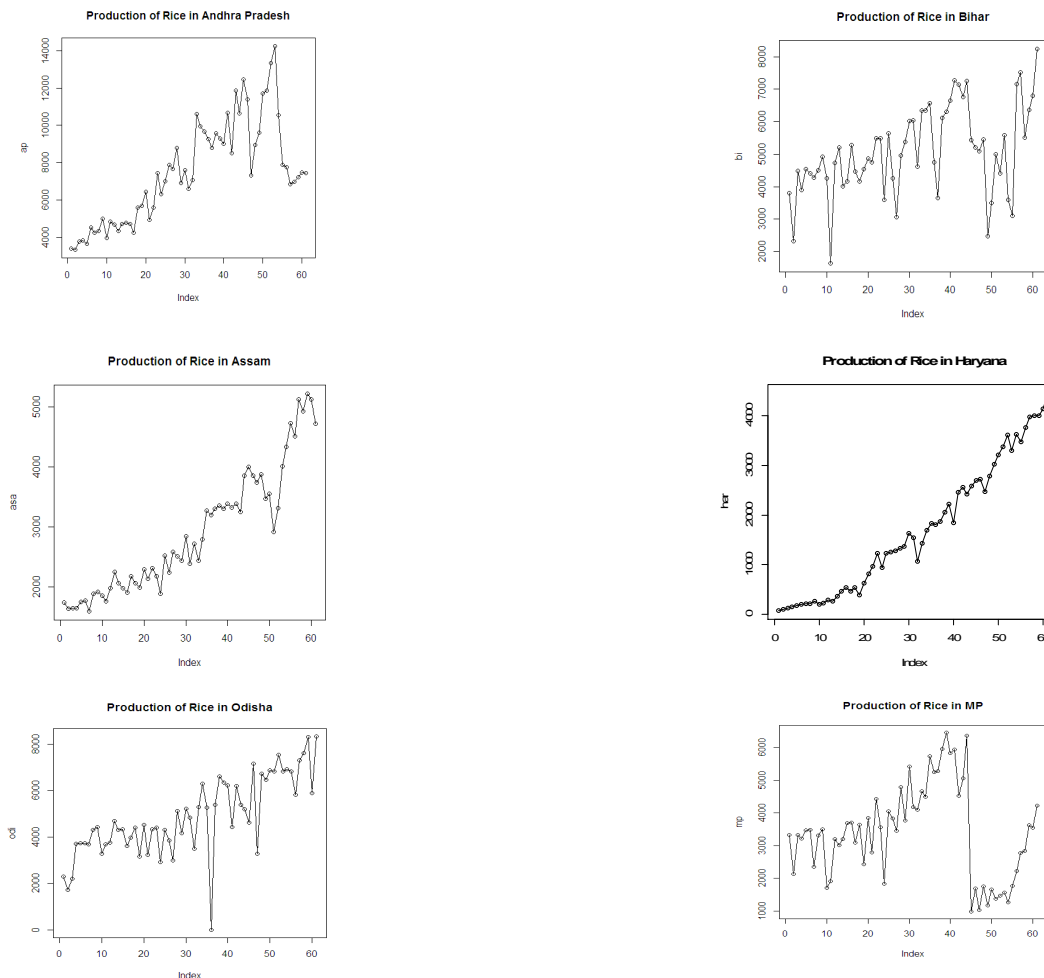 Production of Rice in Andhra Pradesh
ap
4000 6000 8000 10000 12000 14000
0 10 20 30 40 50 60
Index
Production of Rice in Bihar
bi
2000 3000 4000 5000 6000 7000 8000
0 10 20 30 40 50 60
Index
Production of Rice in Assam
asa
2000 3000 4000 5000
0 10 20 30 40 50 60
Index
Production of Rice in Haryana
har
0 1000 2000 3000 4000
0 10 20 30 40 50 60
Index
Production of Rice in Odisha
odi
0 2000 4000 6000 8000
0 10 20 30 40 50 60
Index
Production of Rice in MP
mp
1000 2000 3000 4000 5000 6000
0 10 20 30 40 50 60
Index